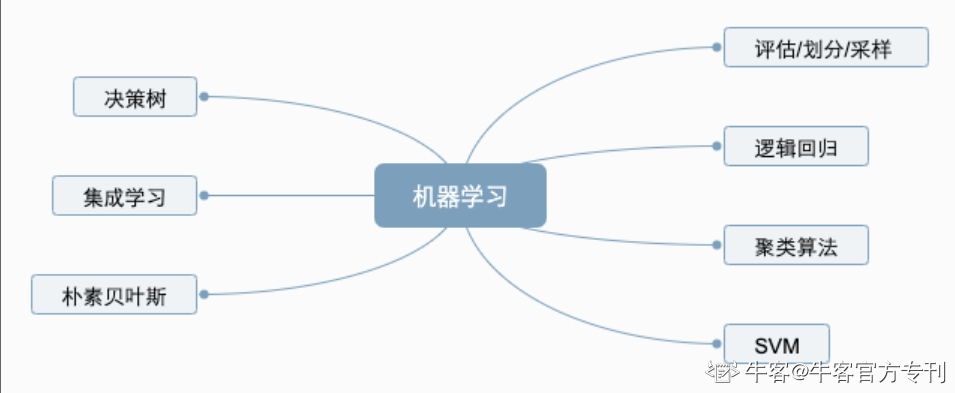 机器学习
评估/划分/采样
逻辑回归
聚类算法
SVM
决策树
集成学习
朴素贝叶斯
牛客@牛客官方专刊